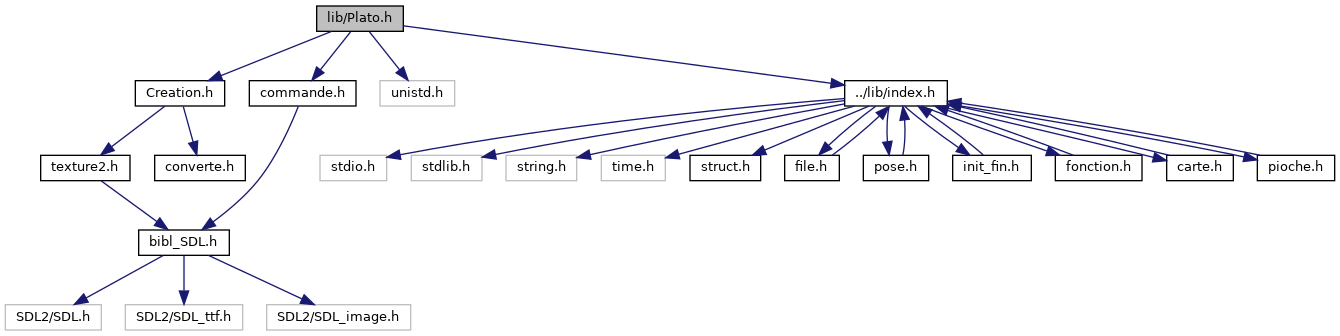 lib/Plato.h
Creation.h
commande.h
unistd.h
../lib/index.h
texture2.h
converte.h
stdio.h
stdlib.h
string.h
time.h
struct.h
file.h
pose.h
init_fin.h
fonction.h
carte.h
pioche.h
bibl_SDL.h
SDL2/SDL.h
SDL2/SDL_ttf.h
SDL2/SDL_image.h